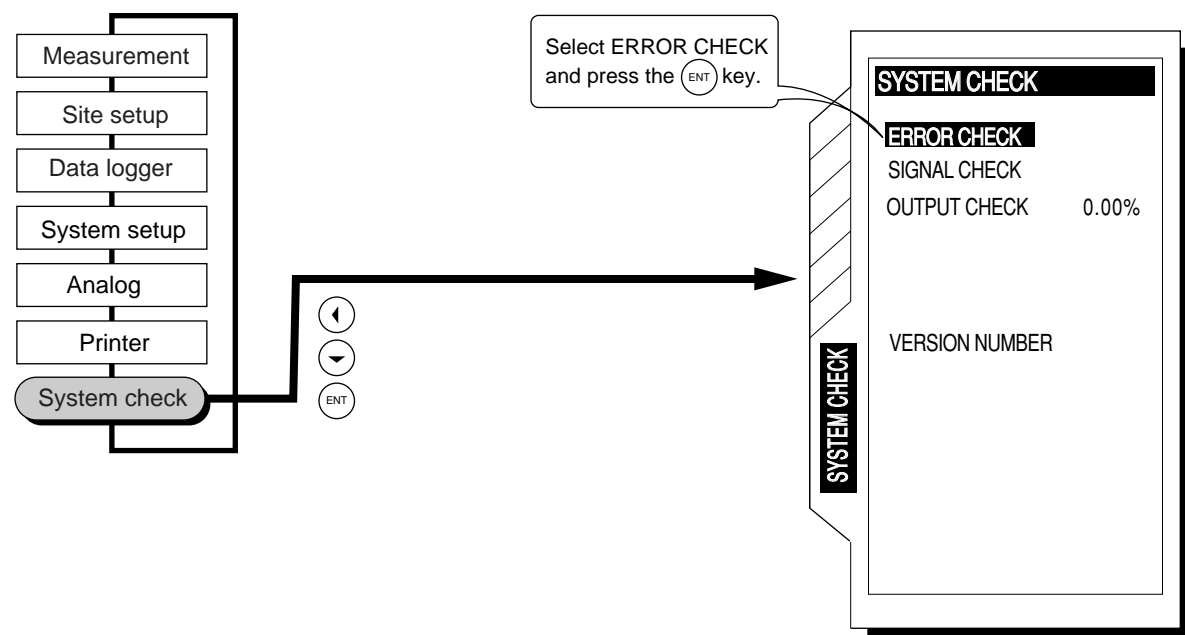 Measurement
Site setup
Data logger
System setup
Analog
Printer
System check
ENT
Select ERROR CHECK
and press the ENT key.
SYSTEM CHECK
SYSTEM CHECK
ERROR CHECK
SIGNAL CHECK
OUTPUT CHECK 0.00%
VERSION NUMBER